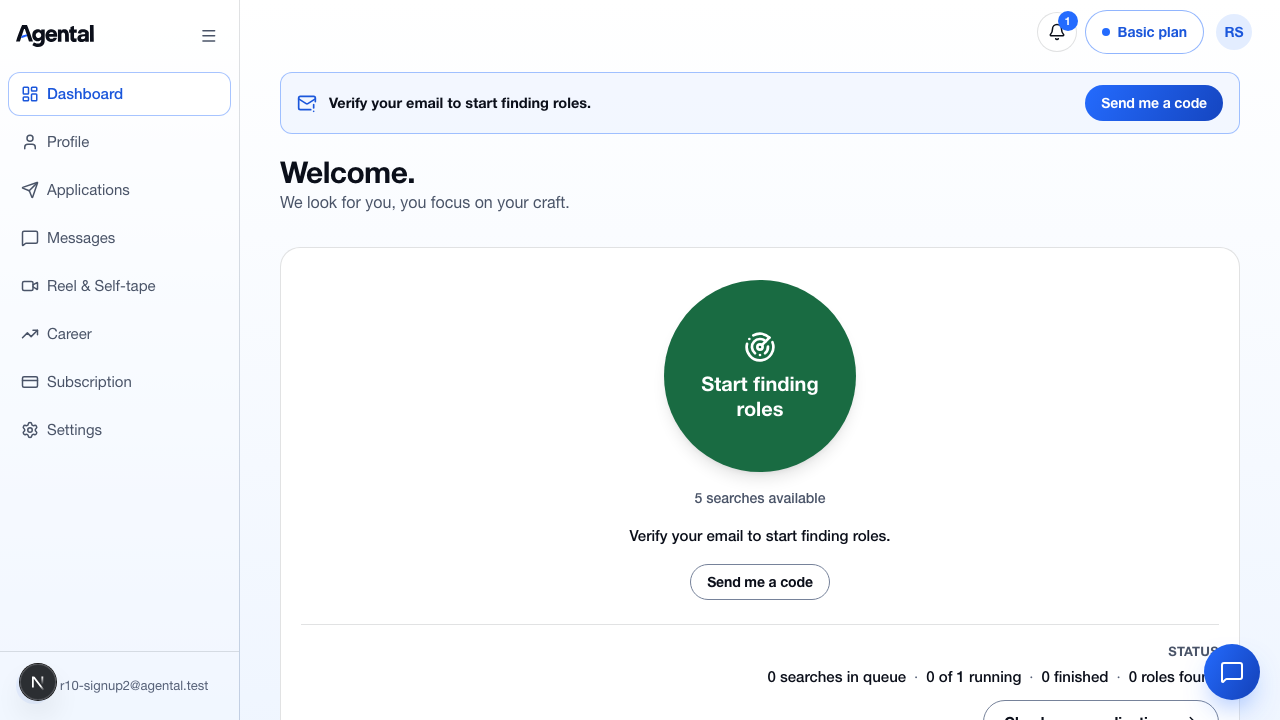 Agental
1
Basic plan
RS
Dashboard
Profile
Applications
Messages
Reel & Self-tape
Career
Subscription
Settings
N
r10-signup2@agental.test
Verify your email to start finding roles.
Send me a code
Welcome.
We look for you, you focus on your craft.
Start finding
roles
5 searches available
Verify your email to start finding roles.
Send me a code
STATUS
0 searches in queue · 0 of 1 running · 0 finished · 0 roles